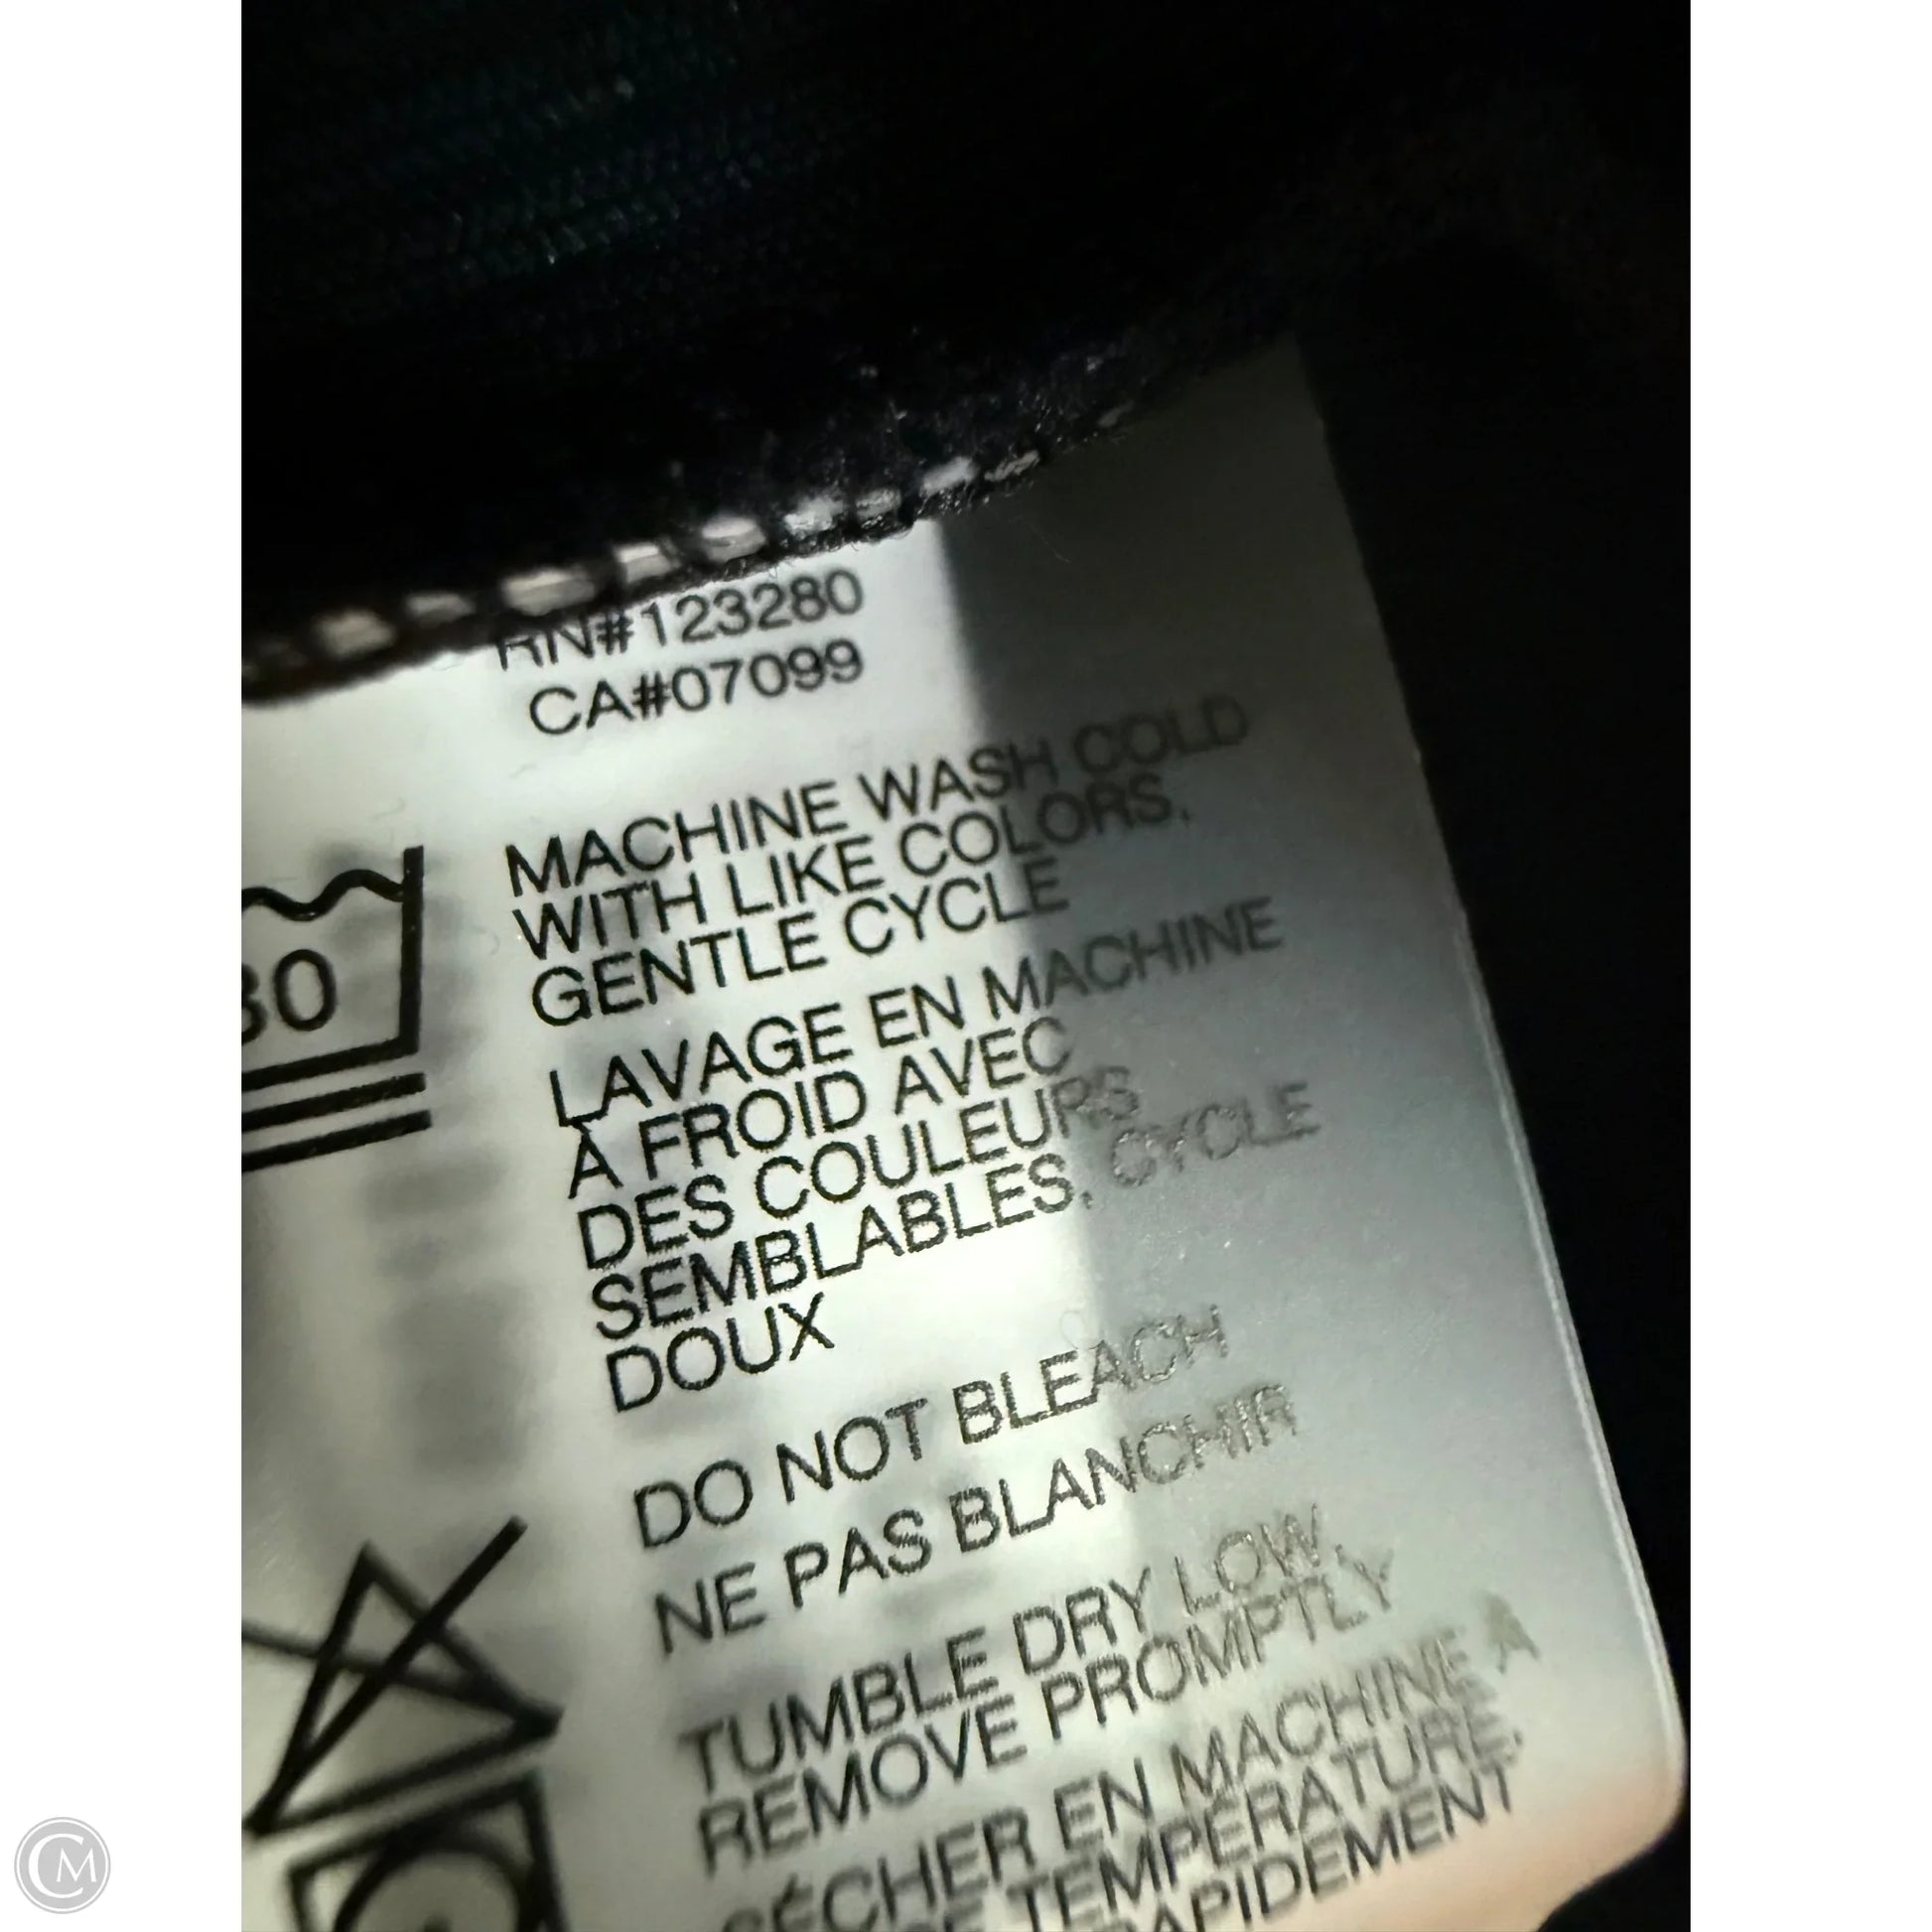 RN#123280
CA#07099
30
MACHINE WASH COLD
WITH LIKE COLORS,
GENTLE CYCLE
LAVAGE EN MACHINE
À FROID AVEC
DES COULEURS
SEMBLABLES, CYCLE
DOUX
DO NOT BLEACH
NE PAS BLANCHIR
TUMBLE DRY LOW,
REMOVE PROMPTLY
SÉCHER EN MACHINE À
TEMPÉRATURE,
RAPIDEMENT
CM